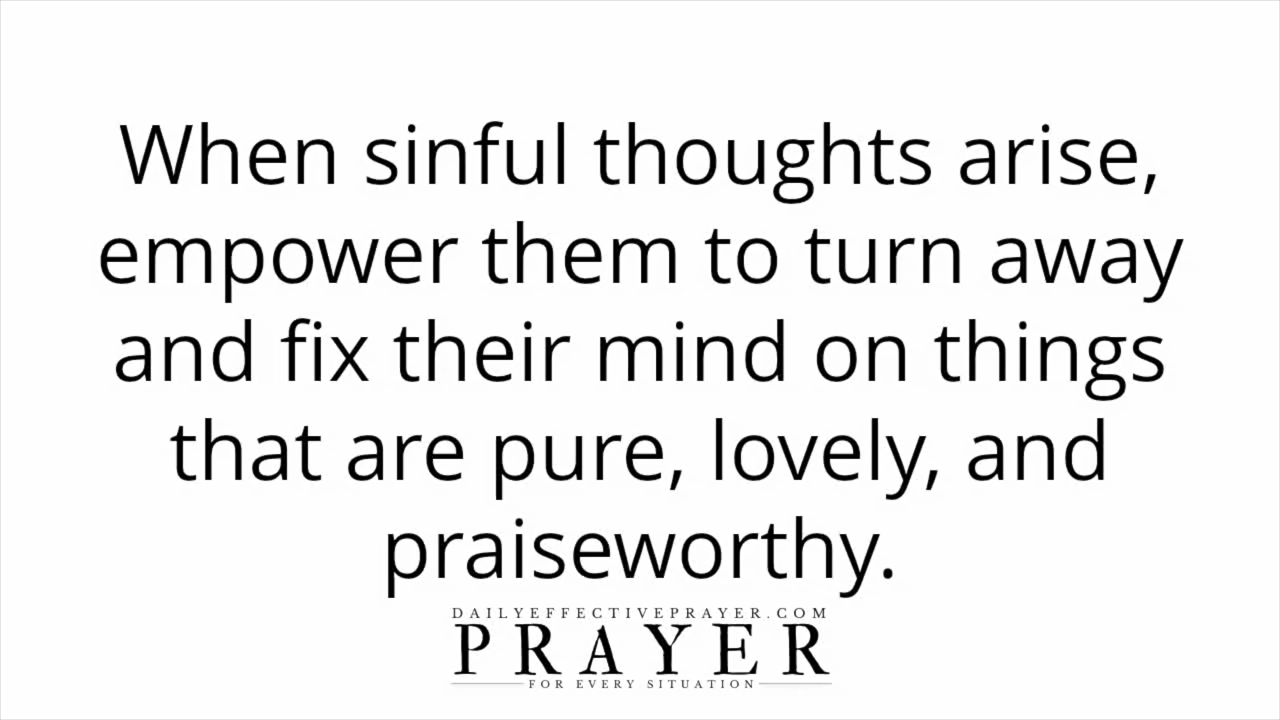 When sinful thoughts arise,
empower them to turn away
and fix their mind on things
that are pure, lovely, and
praiseworthy.
DAILYEFFECTIVEPRAYER.COM
PRAYER
FOR EVERY SITUATION